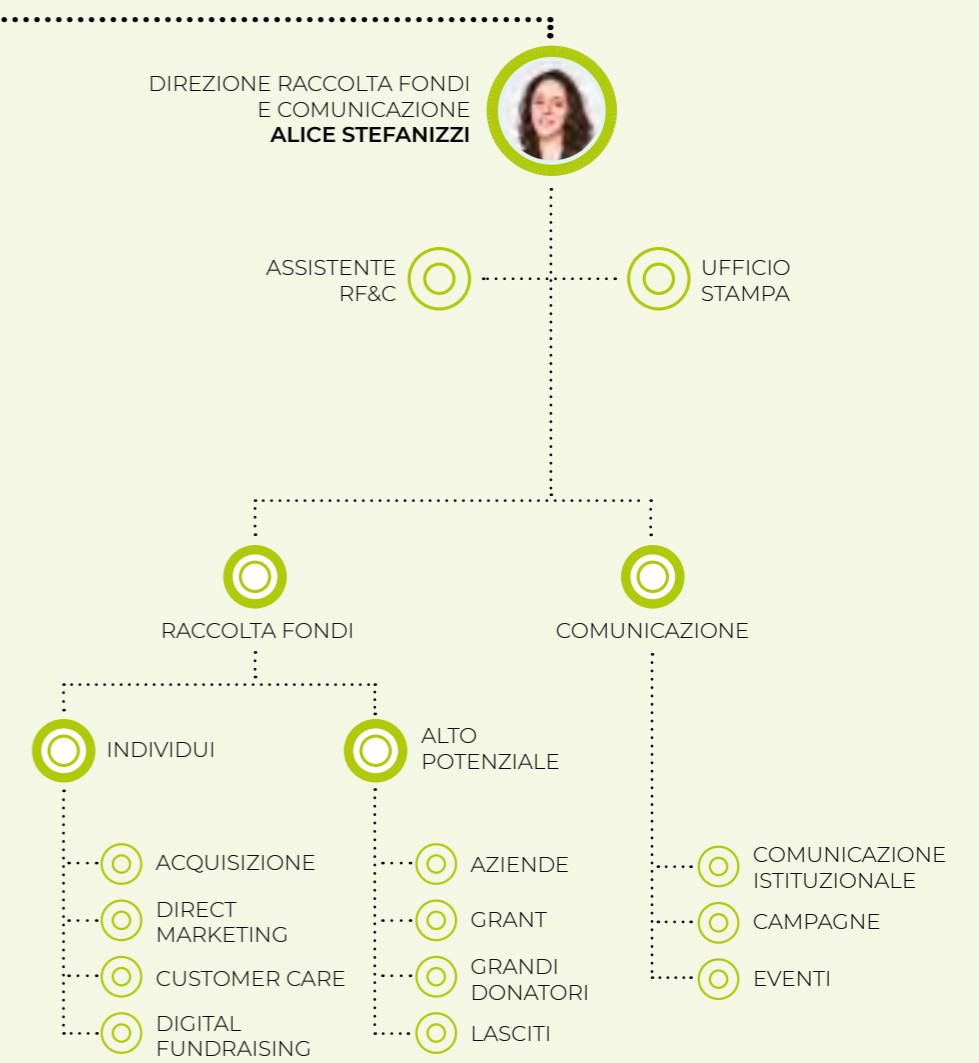 DIREZIONE RACCOLTA FONDI
E COMUNICAZIONE
ALICE STEFANIZZI
ASSISTENTE
RF&C
UFFICIO
STAMPA
RACCOLTA FONDI
COMUNICAZIONE
INDIVIDUI
ALTO
POTENZIALE
ACQUISIZIONE
DIRECT
MARKETING
CUSTOMER CARE
DIGITAL
FUNDRAISING
AZIENDE
GRANT
GRANDI
DONATORI
LASCITI
COMUNICAZIONE
ISTITUZIONALE
CAMPAGNE
EVENTI